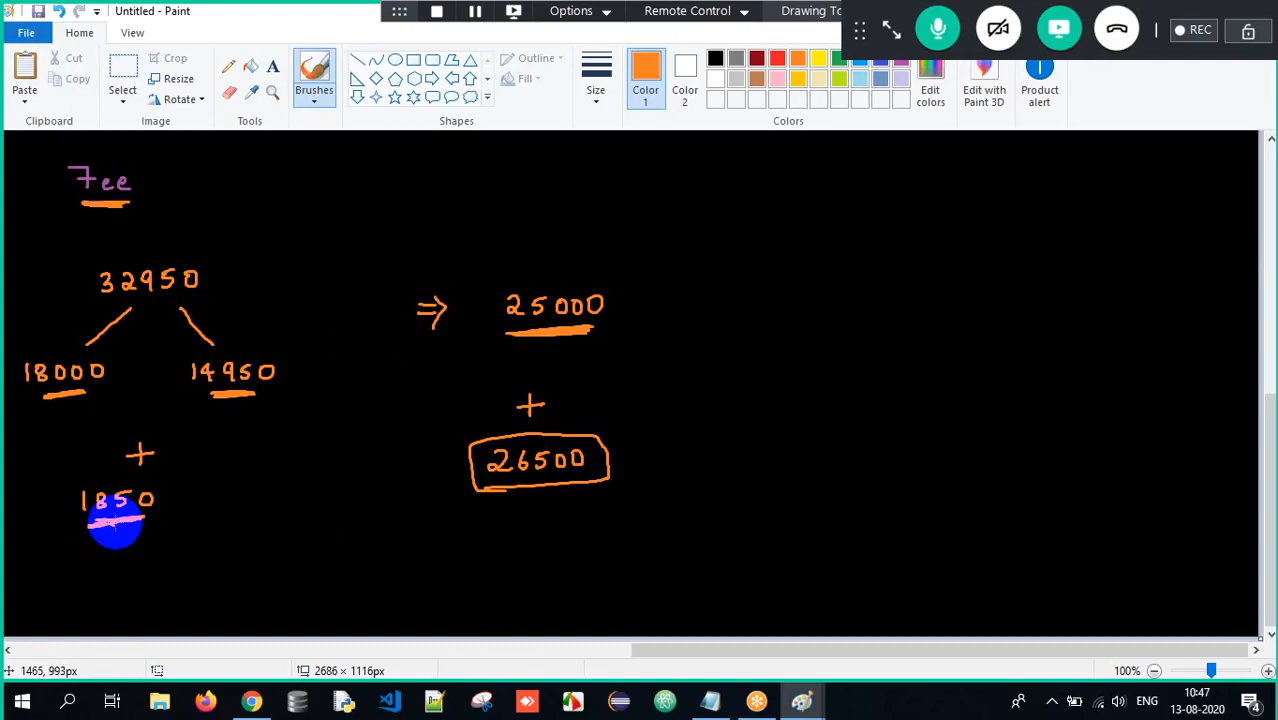 Untitled - Paint
Options
Remote Control
Drawing To
REC
File
Home
View
Paste
Cut
Copy
Clipboard
Select
Crop
Resize
Rotate
Image
A
Tools
Brushes
Outline
Fill
Shapes
Size
Color 1
Color 2
Colors
Edit colors
Edit with Paint 3D
Product alert
Fee
32950
18000
14950
+
1850
⇒ 25000
+
26500
1465, 993px
2686 × 1116px
100%
ENG
10:47
13-08-2020
4